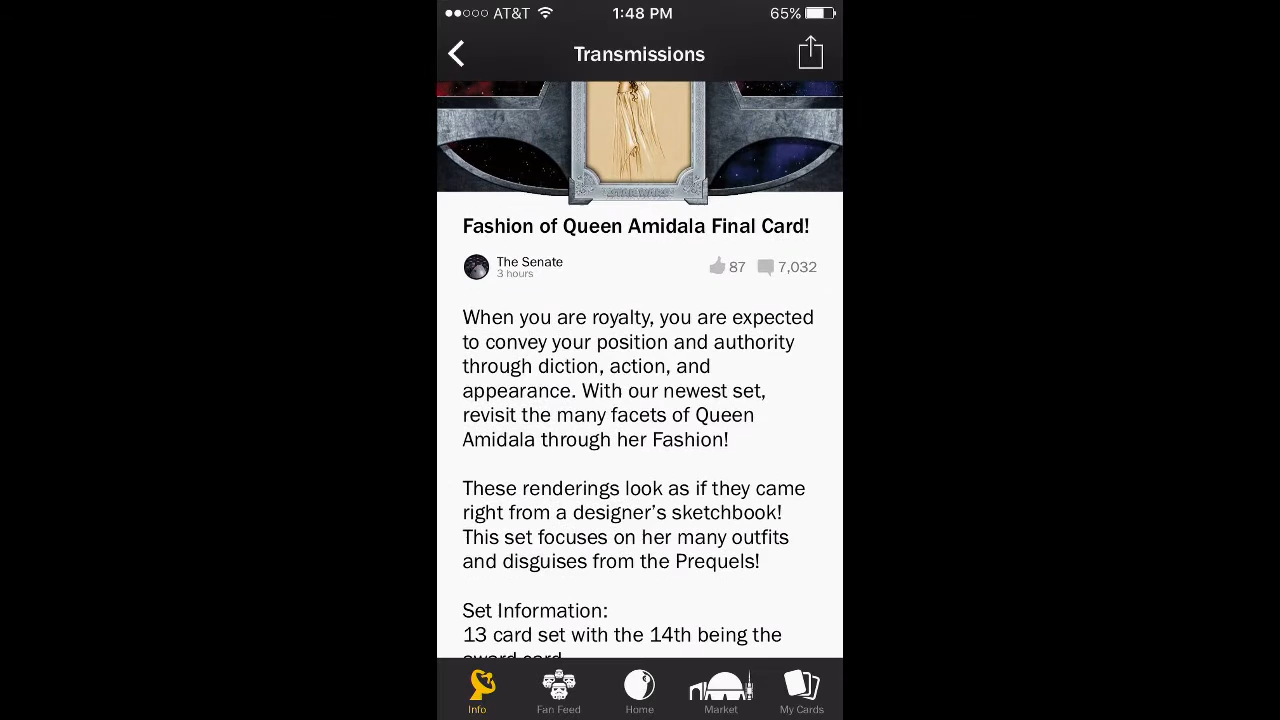 AT&T 1:48 PM 65%
Transmissions
STAR WARS
Fashion of Queen Amidala Final Card!
The Senate
3 hours
87 7,032
When you are royalty, you are expected
to convey your position and authority
through diction, action, and
appearance. With our newest set,
revisit the many facets of Queen
Amidala through her Fashion!
These renderings look as if they came
right from a designer's sketchbook!
This set focuses on her many outfits
and disguises from the Prequels!
Set Information:
13 card set with the 14th being the
Info Fan Feed Home Market My Cards